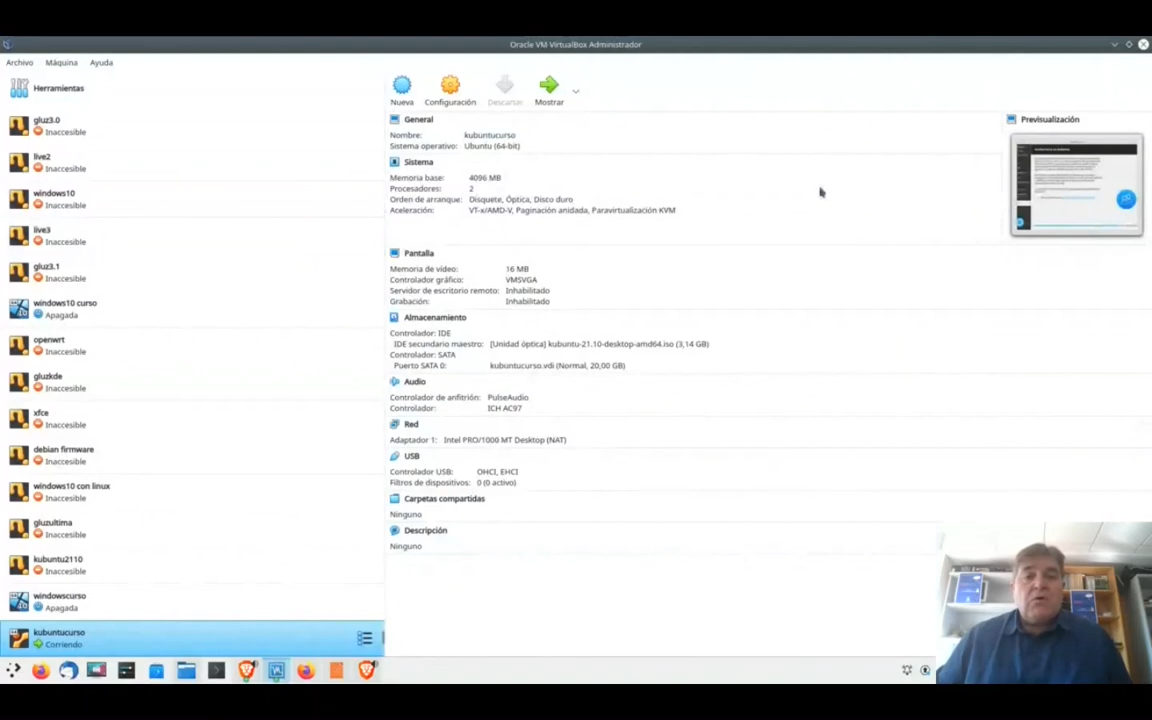 Oracle VM VirtualBox Administrador
Archivo Máquina Ayuda
Herramientas
gluz3.0
Inaccesible
live2
Inaccesible
windows10
Inaccesible
live3
Inaccesible
gluz3.1
Inaccesible
windows10 curso
Apagada
openwrt
Inaccesible
gluzkde
Inaccesible
xfce
Inaccesible
debian firmware
Inaccesible
windows10 con linux
Inaccesible
gluzultima
Inaccesible
kubuntu2110
Inaccesible
windowscurso
Apagada
kubuntucurso
Corriendo
Nueva Configuración Descartar Mostrar
General
Nombre: kubuntucurso
Sistema operativo: Ubuntu (64-bit)
Sistema
Memoria base: 4096 MB
Procesadores: 2
Orden de arranque: Disquete, Óptica, Disco duro
Aceleración: VT-x/AMD-V, Paginación anidada, Paravirtualización KVM
Pantalla
Memoria de vídeo: 16 MB
Controlador gráfico: VMSVGA
Servidor de escritorio remoto: Inhabilitado
Grabación: Inhabilitado
Almacenamiento
Controlador: IDE
IDE secundario maestro: [Unidad óptica] kubuntu-21.10-desktop-amd64.iso (3,14 GB)
Controlador: SATA
Puerto SATA 0: kubuntucurso.vdi (Normal, 20,00 GB)
Audio
Controlador de anfitrión: PulseAudio
Controlador: ICH AC97
Red
Adaptador 1: Intel PRO/1000 MT Desktop (NAT)
USB
Controlador USB: OHCI, EHCI
Filtros de dispositivos: 0 (0 activo)
Carpetas compartidas
Ninguno
Descripción
Ninguno
Previsualización